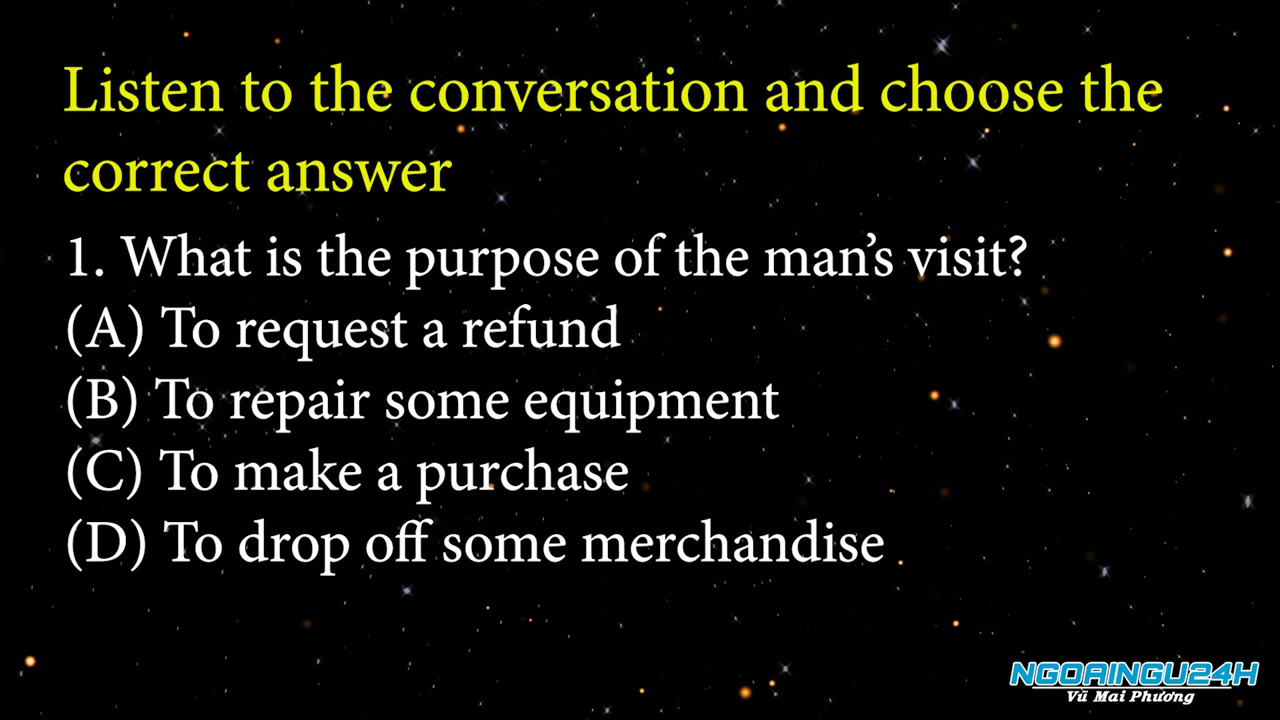 Listen to the conversation and choose the
correct answer
1. What is the purpose of the man’s visit?
(A) To request a refund
(B) To repair some equipment
(C) To make a purchase
(D) To drop off some merchandise
NGOAINGU24H
Vũ Mai Phương